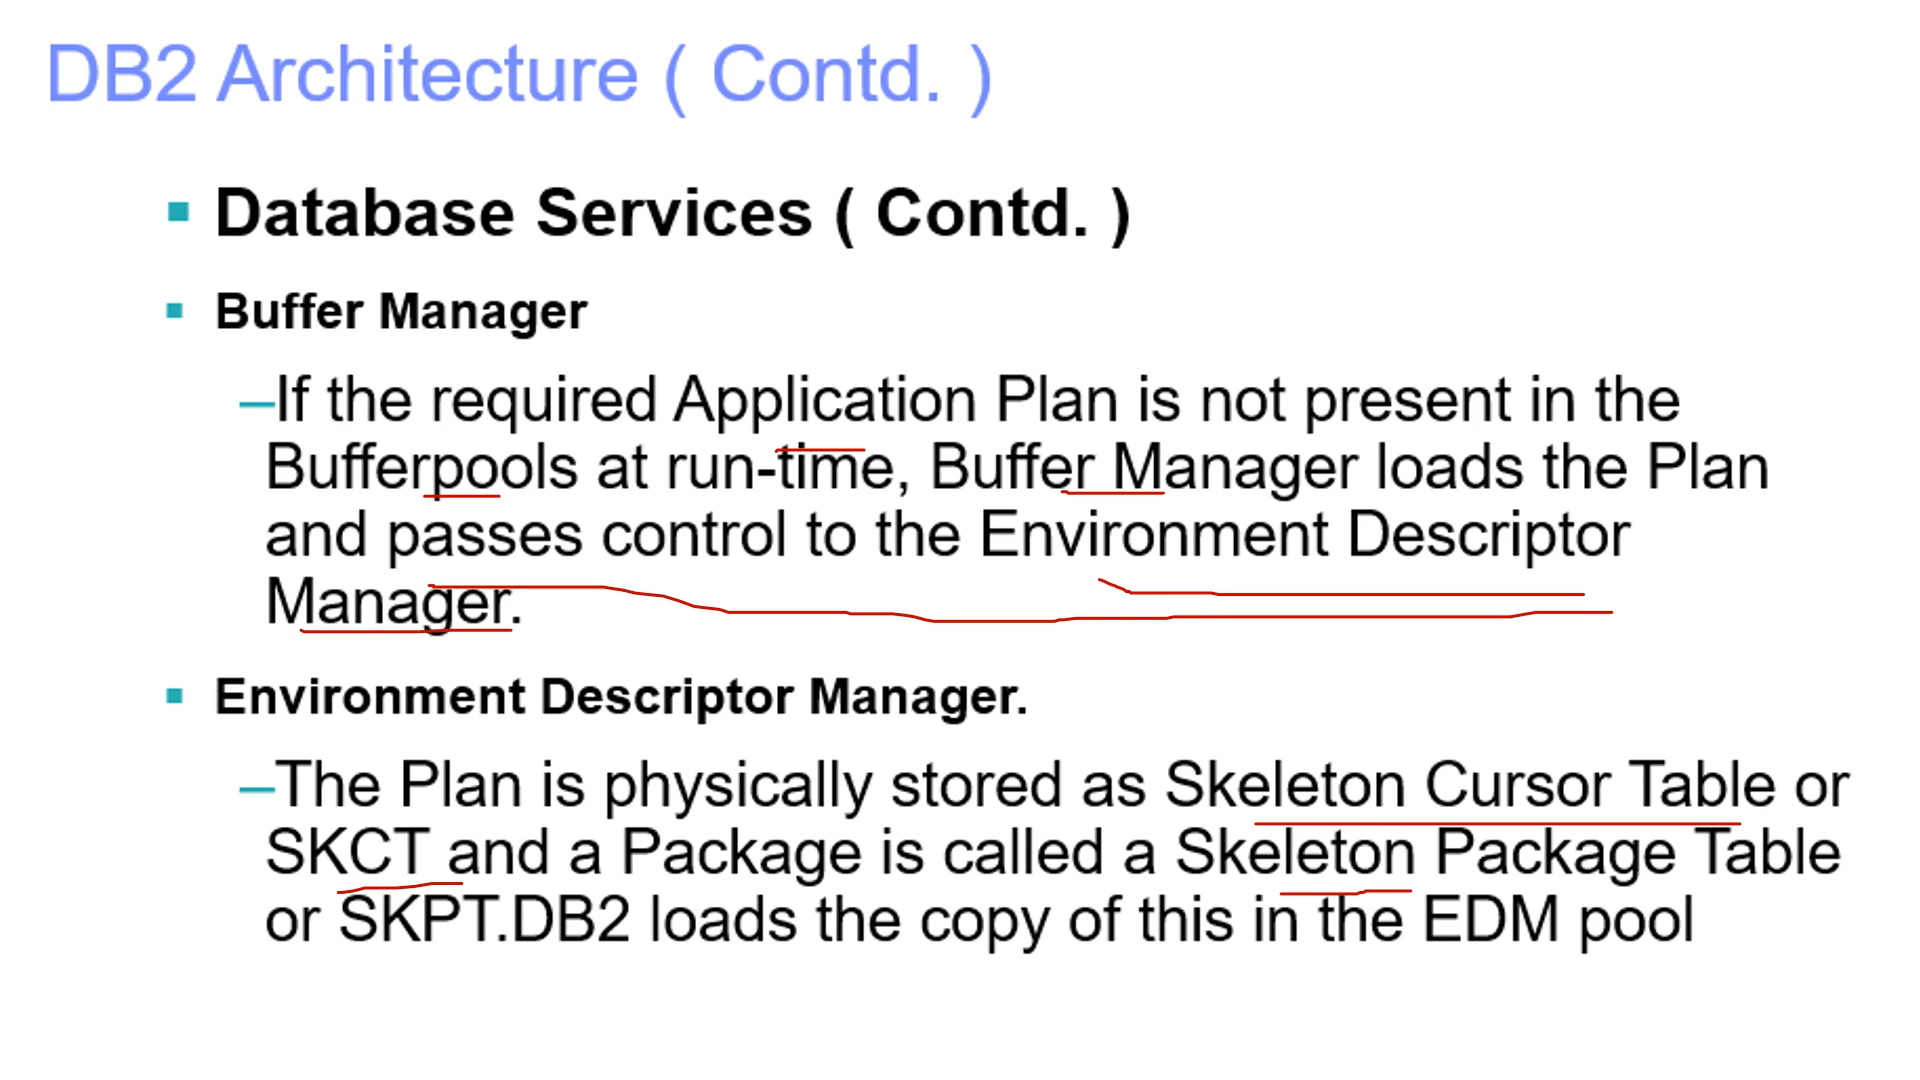 DB2 Architecture ( Contd. )
Database Services ( Contd. )
Buffer Manager
–If the required Application Plan is not present in the
Bufferpools at run-time, Buffer Manager loads the Plan
and passes control to the Environment Descriptor
Manager.
Environment Descriptor Manager.
–The Plan is physically stored as Skeleton Cursor Table or
SKCT and a Package is called a Skeleton Package Table
or SKPT.DB2 loads the copy of this in the EDM pool